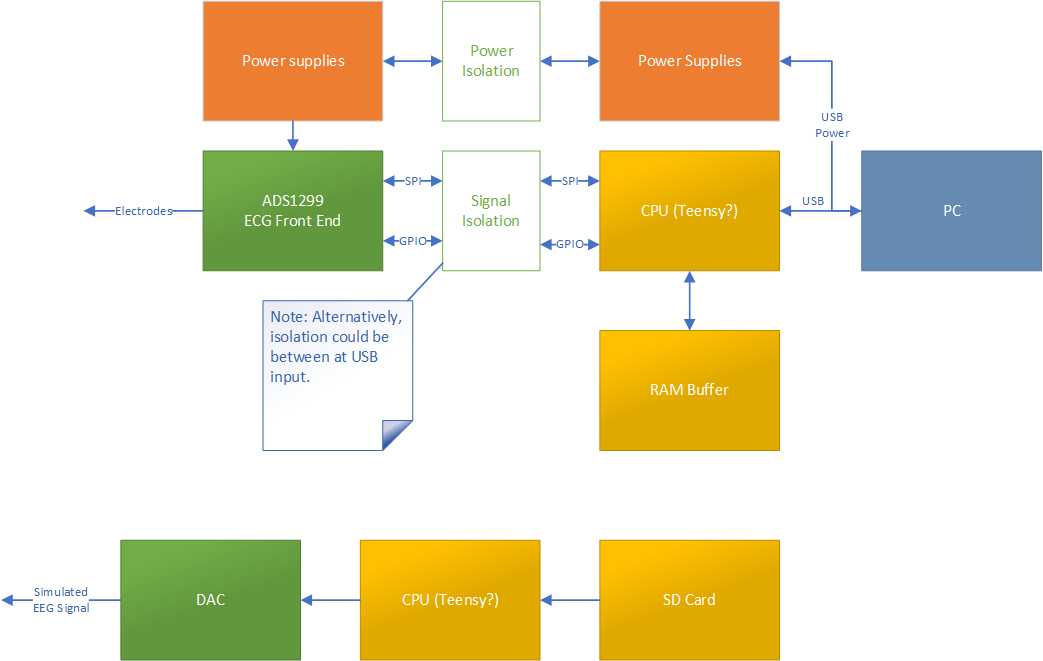 Power supplies
Power
Isolation
Power Supplies
USB
Power
ADS1299
ECG Front End
SPI
GPIO
Signal
Isolation
SPI
GPIO
CPU (Teensy?)
USB
PC
Electrodes
Note: Alternatively,
isolation could be
between at USB
input.
RAM Buffer
Simulated
EEG Signal
DAC
CPU (Teensy?)
SD Card